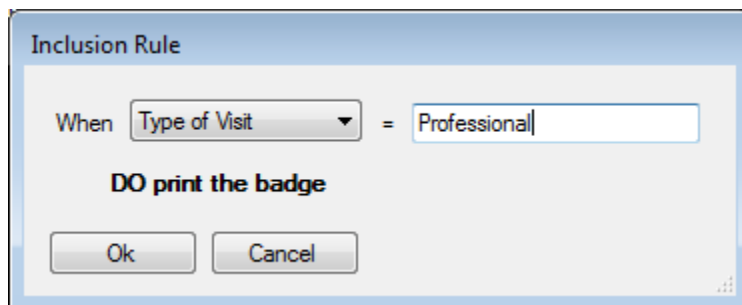 Inclusion Rule
When Type of Visit = Professional
DO print the badge
Ok Cancel